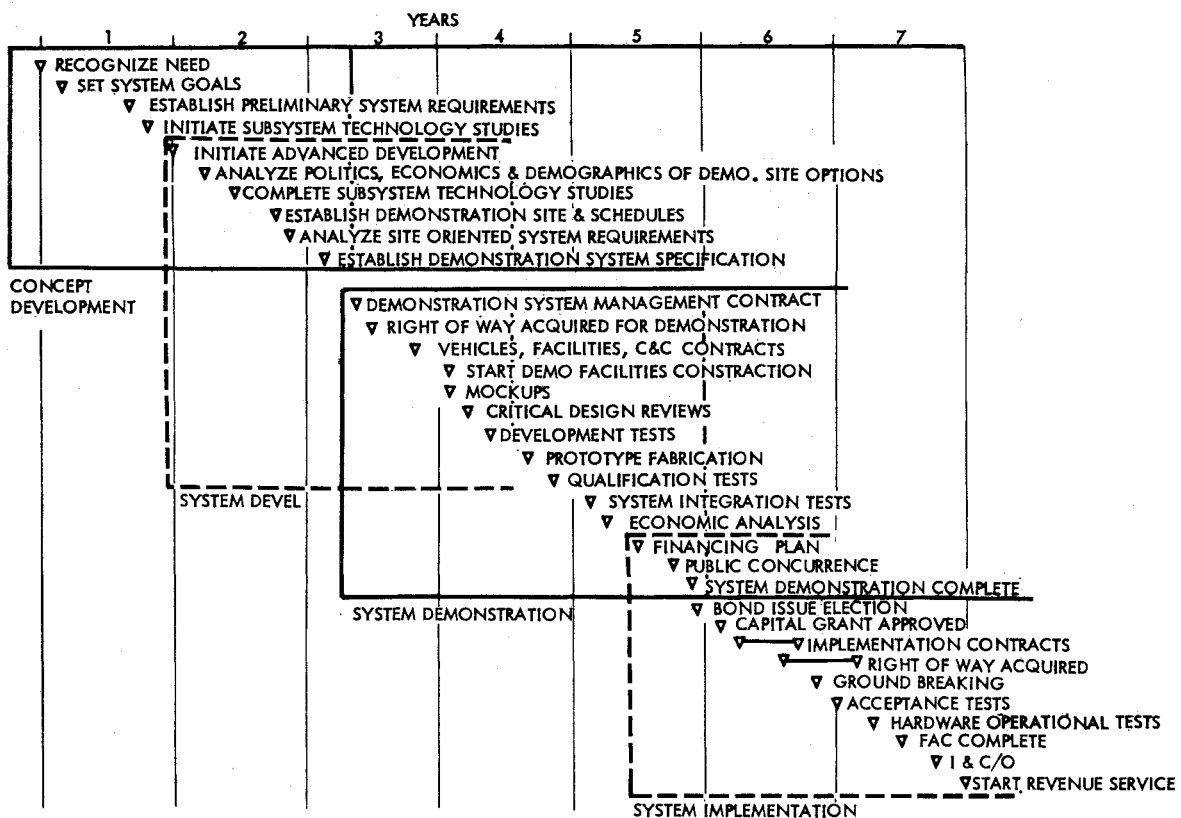 YEARS
1 2 3 4 5 6 7
RECOGNIZE NEED
SET SYSTEM GOALS
ESTABLISH PRELIMINARY SYSTEM REQUIREMENTS
INITIATE SUBSYSTEM TECHNOLOGY STUDIES
INITIATE ADVANCED DEVELOPMENT
ANALYZE POLITICS, ECONOMICS & DEMOGRAPHICS OF DEMO. SITE OPTIONS
COMPLETE SUBSYSTEM TECHNOLOGY STUDIES
ESTABLISH DEMONSTRATION SITE & SCHEDULES
ANALYZE SITE ORIENTED SYSTEM REQUIREMENTS
ESTABLISH DEMONSTRATION SYSTEM SPECIFICATION
CONCEPT
DEVELOPMENT
DEMONSTRATION SYSTEM MANAGEMENT CONTRACT
RIGHT OF WAY ACQUIRED FOR DEMONSTRATION
VEHICLES, FACILITIES, C&C CONTRACTS
START DEMO FACILITIES CONSTRACTION
MOCKUPS
CRITICAL DESIGN REVIEWS
DEVELOPMENT TESTS
PROTOTYPE FABRICATION
QUALIFICATION TESTS
SYSTEM DEVEL
SYSTEM INTEGRATION TESTS
ECONOMIC ANALYSIS
FINANCING PLAN
PUBLIC CONCURRENCE
SYSTEM DEMONSTRATION COMPLETE
SYSTEM DEMONSTRATION
BOND ISSUE ELECTION
CAPITAL GRANT APPROVED
IMPLEMENTATION CONTRACTS
RIGHT OF WAY ACQUIRED
GROUND BREAKING
ACCEPTANCE TESTS
HARDWARE OPERATIONAL TESTS
FAC COMPLETE
I & C/O
START REVENUE SERVICE
SYSTEM IMPLEMENTATION